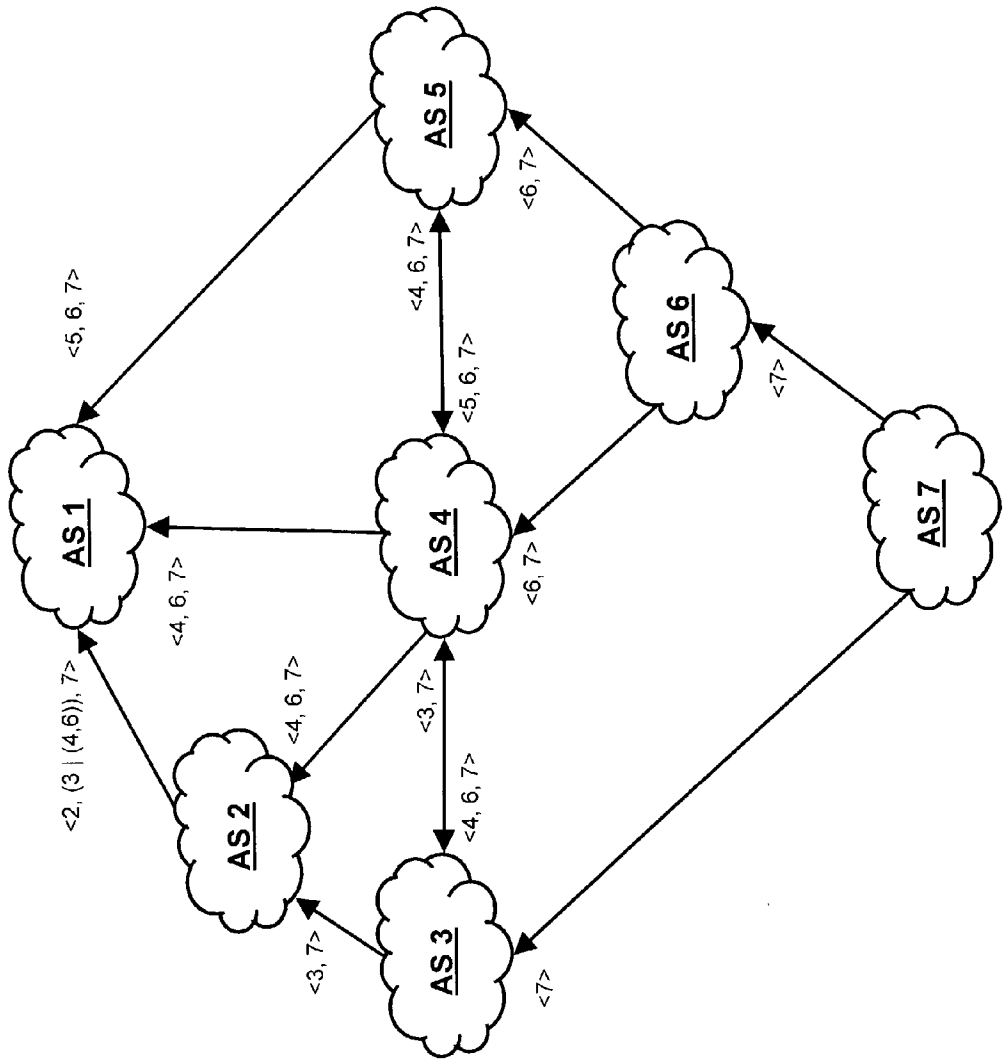 <5, 6, 7>
<2, (3 | (4,6)), 7>
AS 1
<4, 6, 7>
AS 5
AS 2
<4, 6, 7>
<4, 6, 7>
<5, 6, 7>
<6, 7>
AS 4
<3, 7>
<3, 7>
<4, 6, 7>
AS 3
<6, 7>
AS 6
<7>
<7>
AS 7